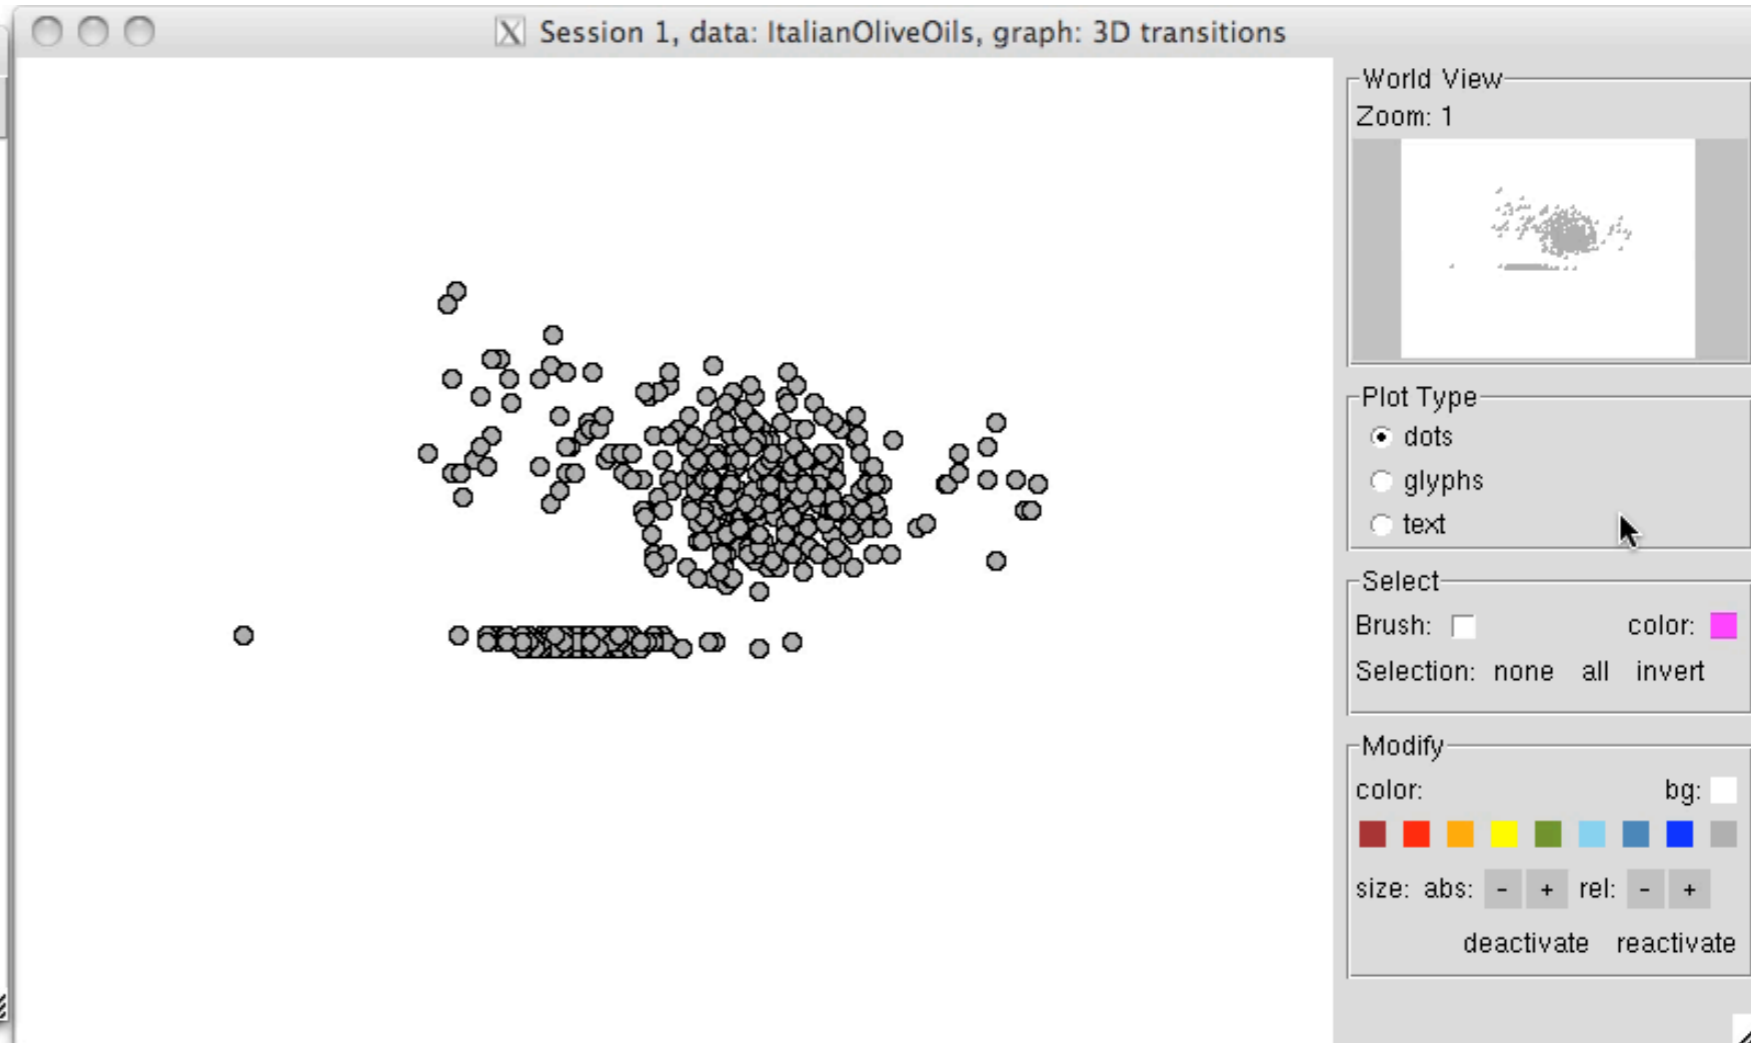 Session 1, data: ItalianOliveOils, graph: 3D transitions
World View
Zoom: 1
Plot Type
dots
glyphs
text
Select
Brush: color:
Selection: none all invert
Modify
color: bg:
size: abs: - + rel: - +
deactivate reactivate